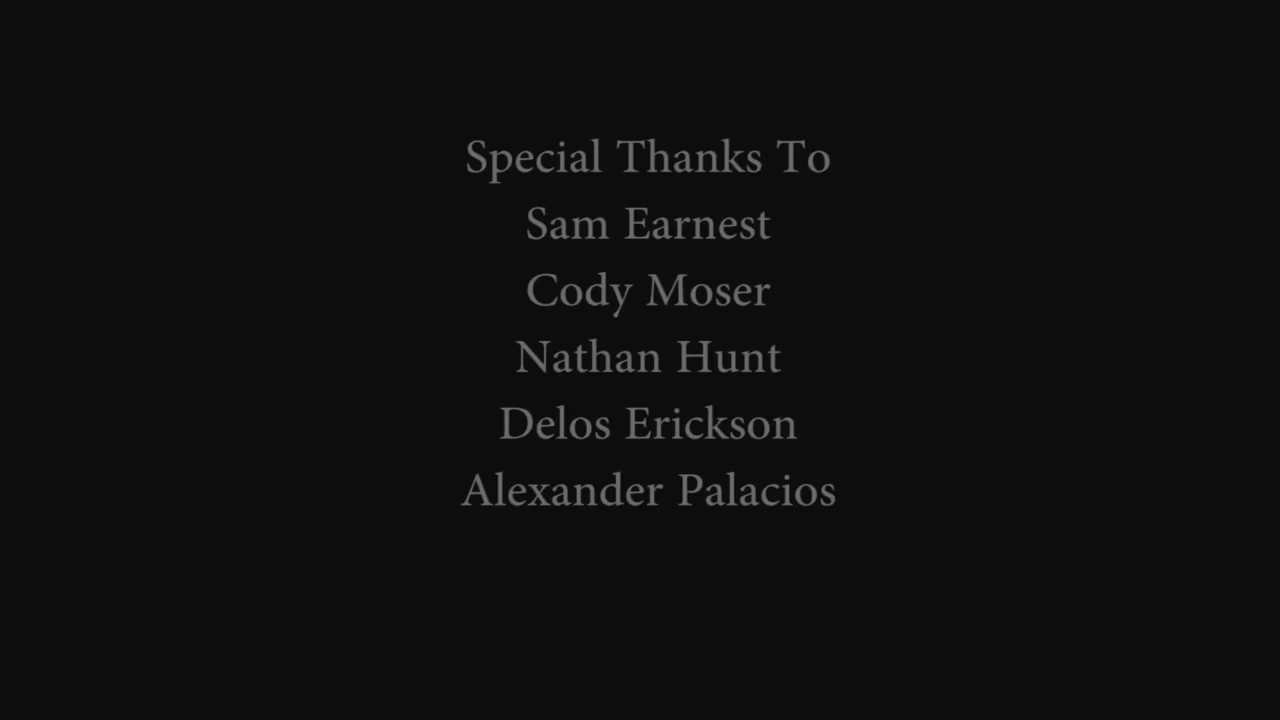 Special Thanks To
Sam Earnest
Cody Moser
Nathan Hunt
Delos Erickson
Alexander Palacios